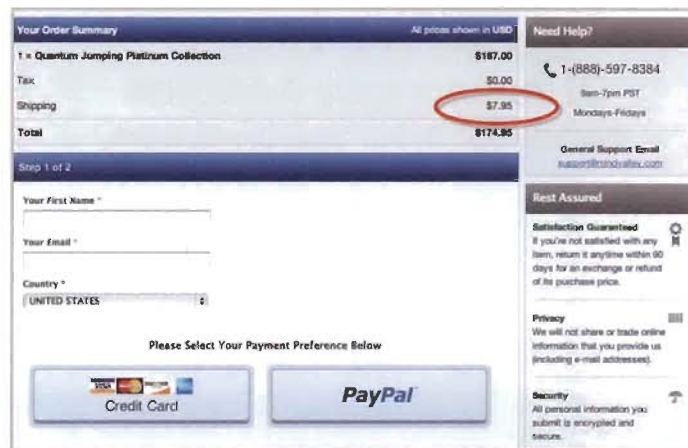 Your Order Summary All prices shown in USD
1 × Quantum Jumping Platinum Collection $167.00
Tax $0.00
Shipping $7.95
Total $174.95
Step 1 of 2
Your First Name *
Your Email *
Country *
UNITED STATES
Please Select Your Payment Preference Below
VISA
Credit Card
PayPal
Need Help?
1-(888)-597-8384
9am-7pm PST
Mondays-Fridays
General Support Email
support@mindvalley.com
Rest Assured
Satisfaction Guaranteed
If you're not satisfied with any
item, return it anytime within 90
days for an exchange or refund
of its purchase price.
Privacy
We will not share or trade online
information that you provide us
(including e-mail addresses).
Security
All personal information you
submit is encrypted and
secure.